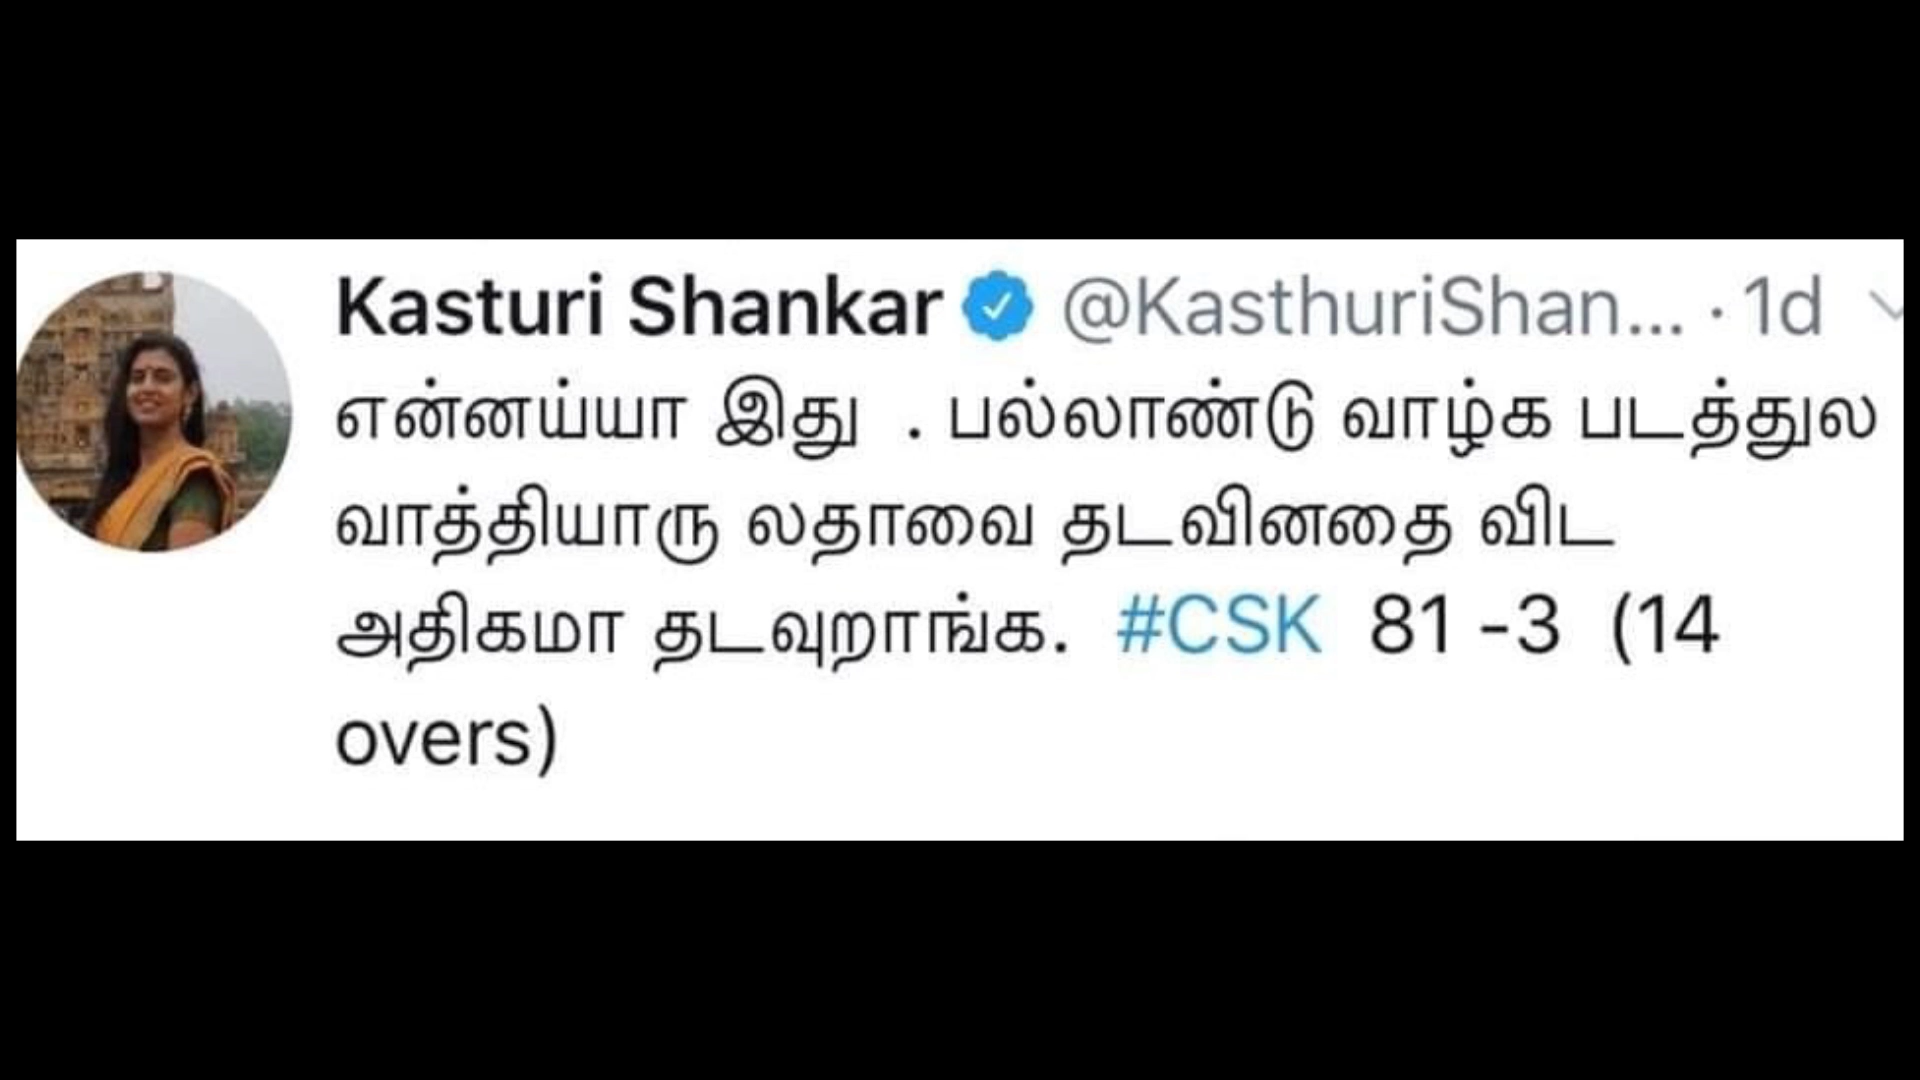 Kasturi Shankar @KasthuriShan... · 1d
என்னய்யா இது . பல்லாண்டு வாழ்க படத்துல
வாத்தியாரு லதாவை தடவினதை விட
அதிகமா தடவுறாங்க. #CSK 81 -3 (14
overs)